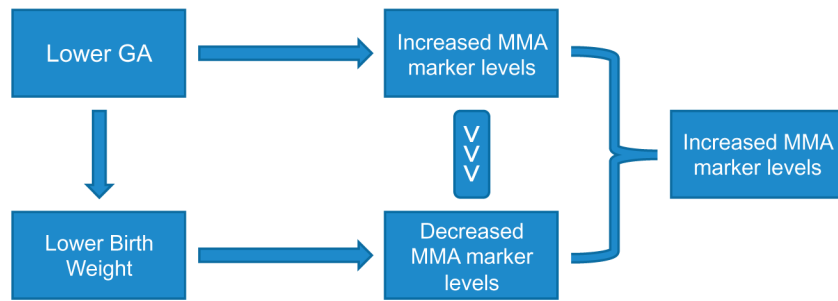 Lower GA
Increased MMA
marker levels
>
>
>
Increased MMA
marker levels
Lower Birth
Weight
Decreased
MMA marker
levels